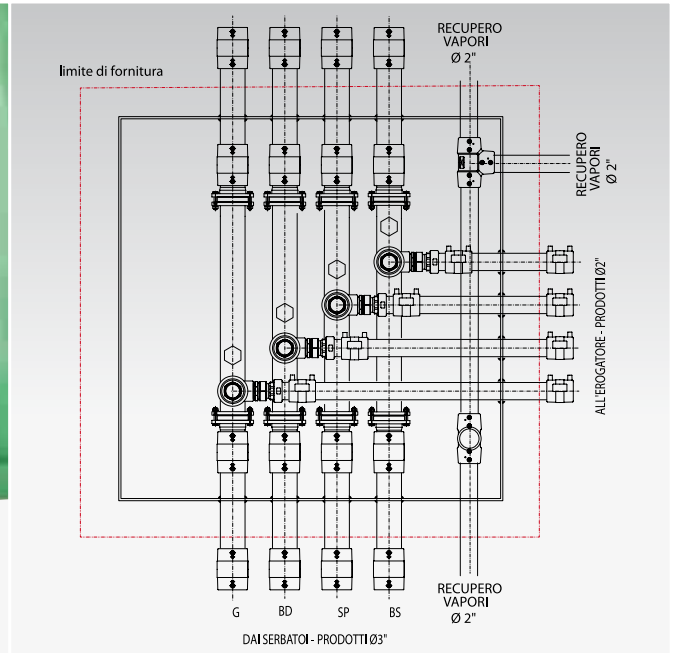 RECUPERO
VAPORI
Ø 2"
limite di fornitura
RECUPERO
VAPORI
Ø 2"
ALL'EROGATORE - PRODOTTI Ø2"
RECUPERO
VAPORI
Ø 2"
G BD SP BS
DAI SERBATOI - PRODOTTI Ø3"